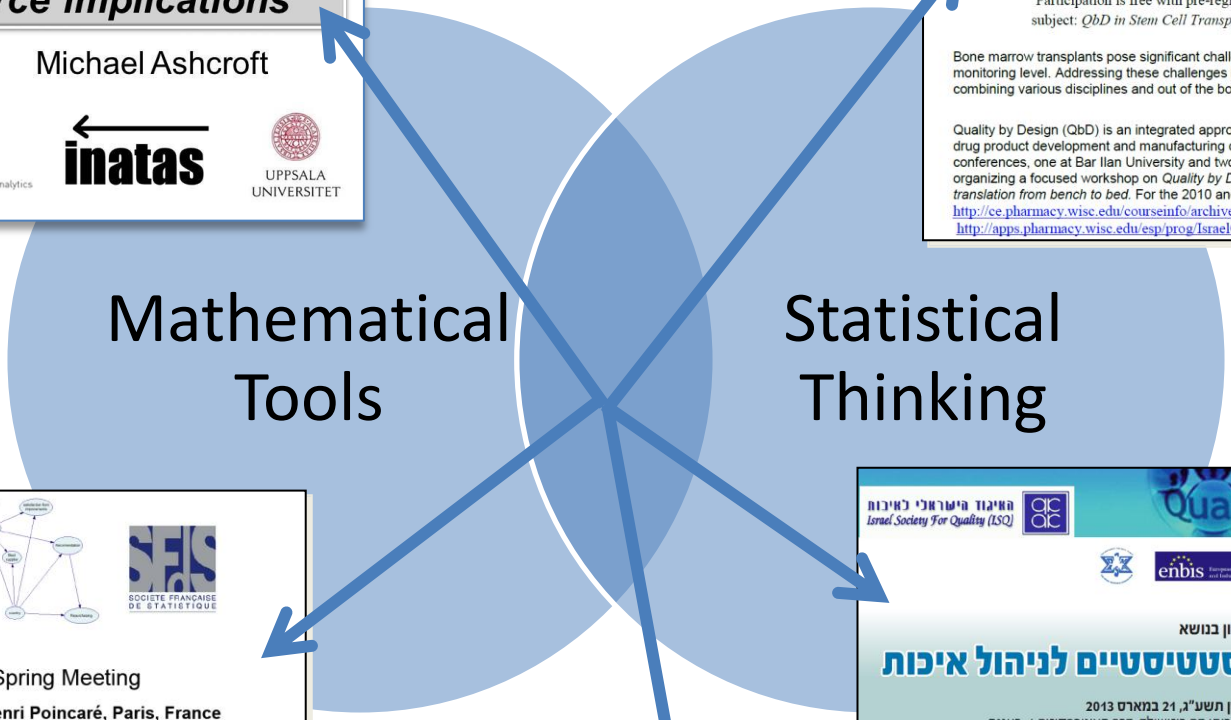 rce Implications
Michael Ashcroft
nalytics
inatas
UPPSALA
UNIVERSITET
Participation is free with pre-reg
subject: QbD in Stem Cell Transp
Bone marrow transplants pose significant chall
monitoring level. Addressing these challenges
combining various disciplines and out of the bo
Quality by Design (QbD) is an integrated appro
drug product development and manufacturing
conferences, one at Bar Ilan University and two
organizing a focused workshop on Quality by D
translation from bench to bed. For the 2010 an
http://ce.pharmacy.wisc.edu/courseinfo/archive
http://apps.pharmacy.wisc.edu/esp/prog/Israel
Mathematical
Tools
Statistical
Thinking
SFdS
SOCIETE FRANÇAISE
DE STATISTIQUE
Spring Meeting
enri Poincaré, Paris, France
האיגוד הישראלי לאיכות
Israel Society For Quality (ISQ)
Qua
enbis
ון בנושא
סטטיסטיים לניהול איכות
ן תשע"ג, 21 במארס 2013